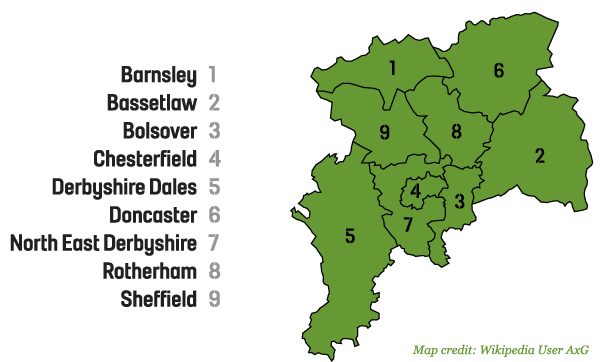 Barnsley 1
Bassetlaw 2
Bolsover 3
Chesterfield 4
Derbyshire Dales 5
Doncaster 6
North East Derbyshire 7
Rotherham 8
Sheffield 9
1
6
9
8
2
4
3
7
5
Map credit: Wikipedia User AxG